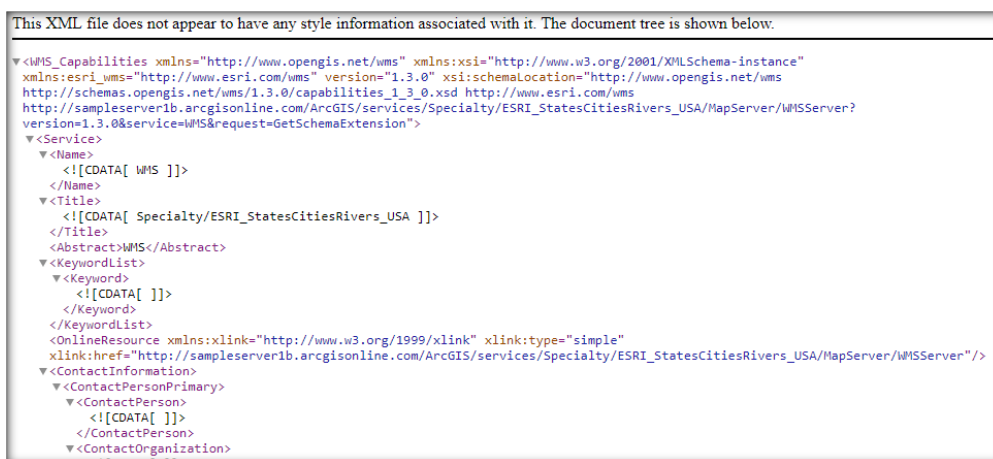 This XML file does not appear to have any style information associated with it. The document tree is shown below.
▼<WMS_Capabilities xmlns="http://www.opengis.net/wms" xmlns:xsi="http://www.w3.org/2001/XMLSchema-instance"
xmlns:esri_wms="http://www.esri.com/wms" version="1.3.0" xsi:schemaLocation="http://www.opengis.net/wms
http://schemas.opengis.net/wms/1.3.0/capabilities_1_3_0.xsd http://www.esri.com/wms
http://sampleserver1b.arcgisonline.com/ArcGIS/services/Specialty/ESRI_StatesCitiesRivers_USA/MapServer/WMSServer?
version=1.3.0&service=WMS&request=GetSchemaExtension">
▼<Service>
▼<Name>
<![CDATA[ WMS ]]>
</Name>
▼<Title>
<![CDATA[ Specialty/ESRI_StatesCitiesRivers_USA ]]>
</Title>
<Abstract>WMS</Abstract>
▼<KeywordList>
▼<Keyword>
<![CDATA[ ]]>
</Keyword>
</KeywordList>
<OnlineResource xmlns:xlink="http://www.w3.org/1999/xlink" xlink:type="simple"
xlink:href="http://sampleserver1b.arcgisonline.com/ArcGIS/services/Specialty/ESRI_StatesCitiesRivers_USA/MapServer/WMSServer"/>
▼<ContactInformation>
▼<ContactPersonPrimary>
▼<ContactPerson>
<![CDATA[ ]]>
</ContactPerson>
▼<ContactOrganization>